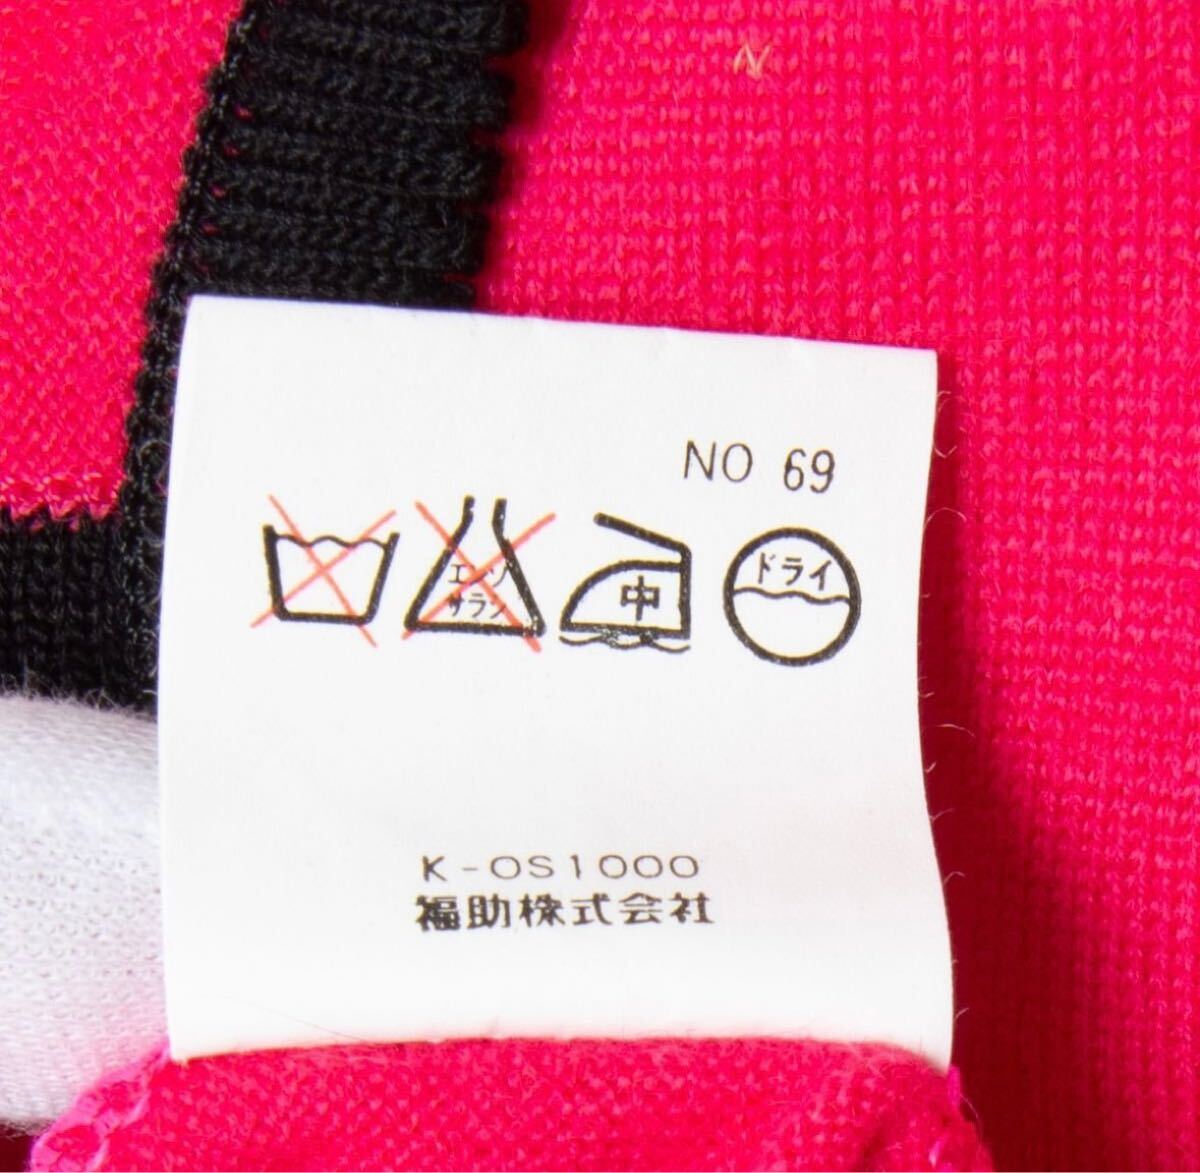 NO 69
エンソ
サラシ
中
ドライ
K-OS1000
福助株式会社